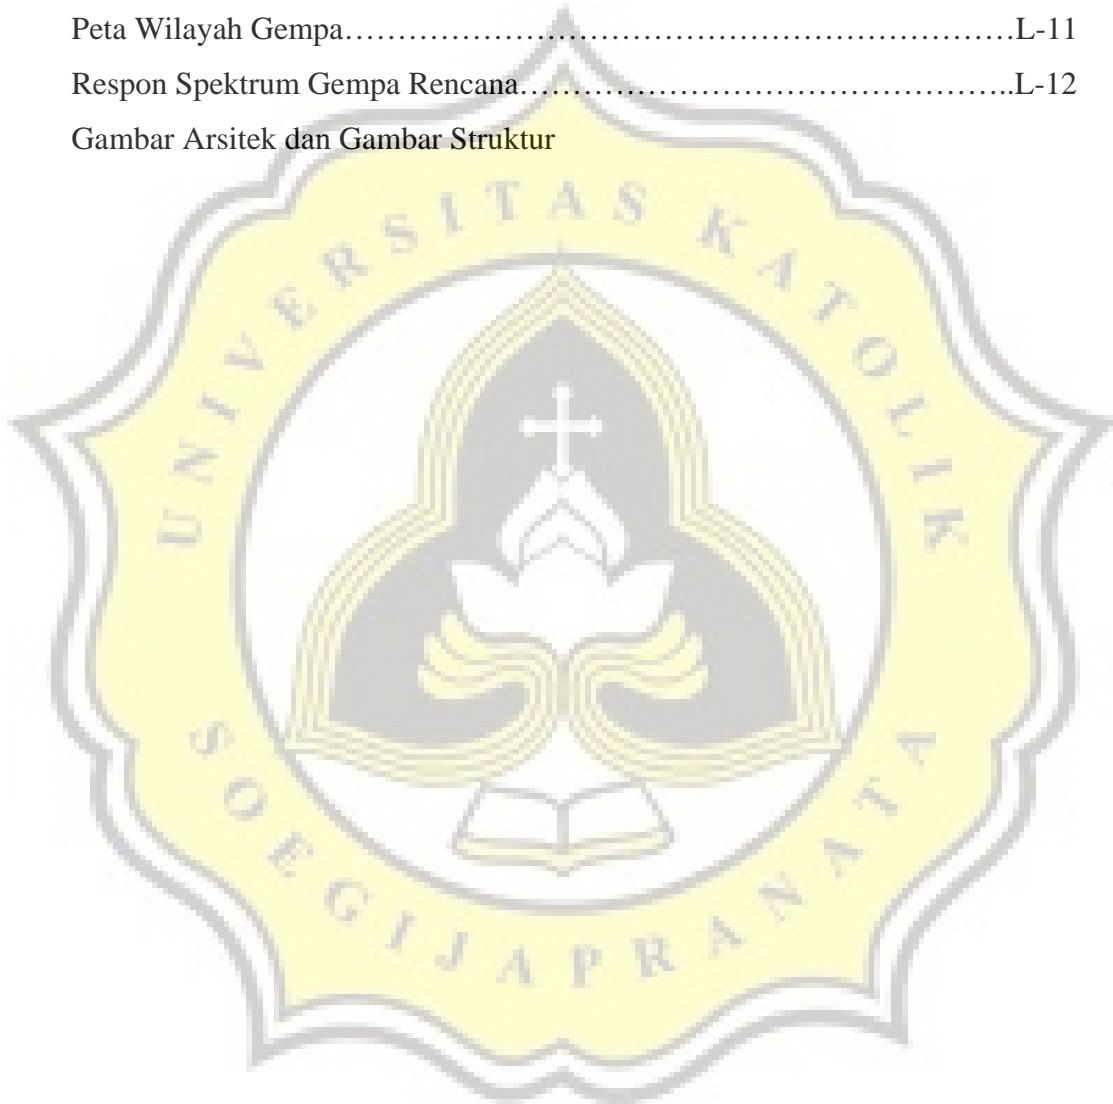 Peta Wilayah Gempa………………………………………………………L-11
Respon Spektrum Gempa Rencana………………………………………..L-12
Gambar Arsitek dan Gambar Struktur
UNIVERSITAS KATOLIK
SOEGIJAPRANATA